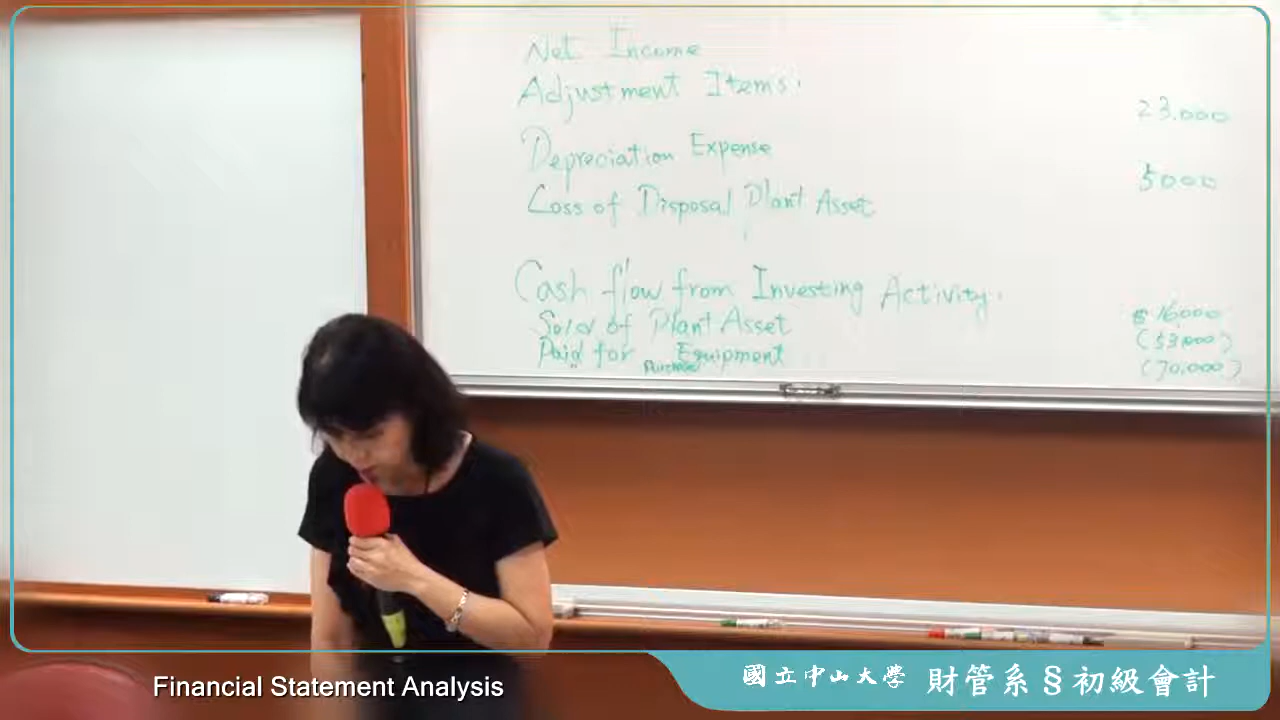 Net Income
Adjustment Items:
23.000
Depreciation Expense
5000
Loss of Disposal Plant Asset
Cash flow from Investing Activity.
Sold of Plant Asset 16000
Paid for Equipment (53,000)
Purchase (70.000)
Financial Statement Analysis
國立中山大學 財管系§初級會計